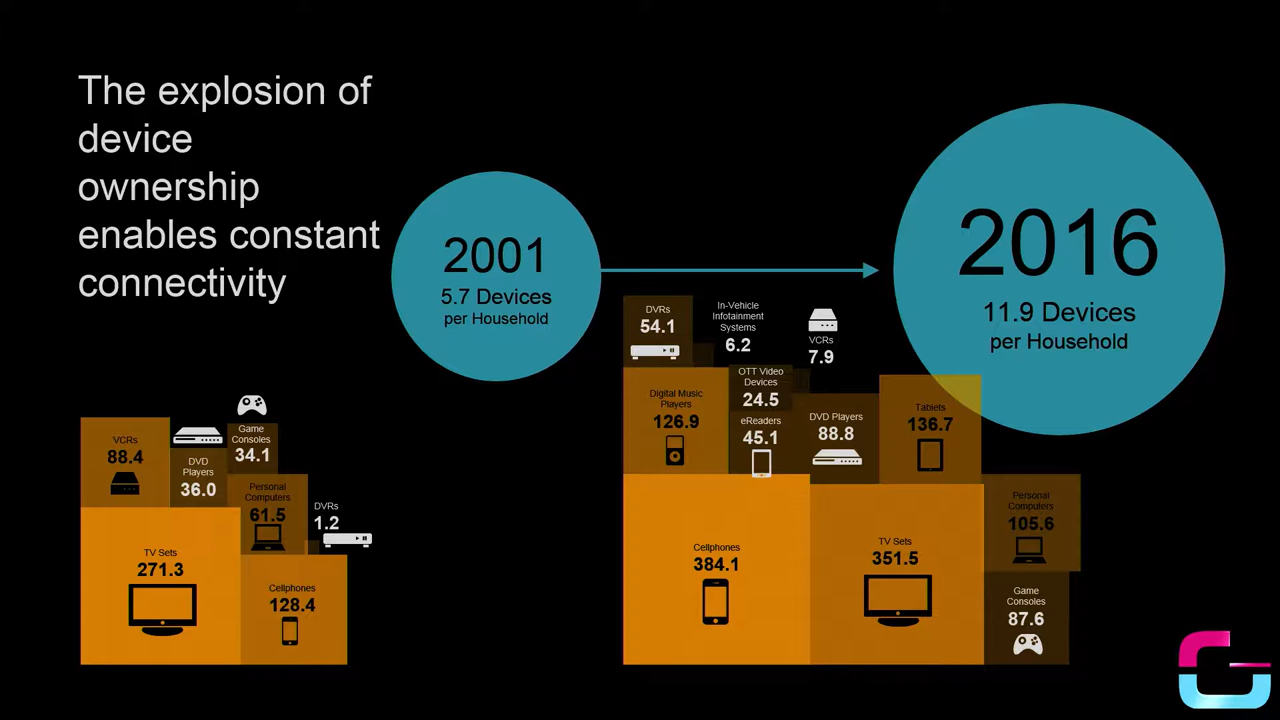 The explosion of
device
ownership
enables constant
connectivity
2001
5.7 Devices
per Household
2016
11.9 Devices
per Household
VCRs
88.4
DVD
Players
36.0
Game
Consoles
34.1
Personal
Computers
61.5
DVRs
1.2
TV Sets
271.3
Cellphones
128.4
DVRs
54.1
In-Vehicle
Infotainment
Systems
6.2
VCRs
7.9
Digital Music
Players
126.9
OTT Video
Devices
24.5
eReaders
45.1
DVD Players
88.8
Tablets
136.7
Cellphones
384.1
TV Sets
351.5
Personal
Computers
105.6
Game
Consoles
87.6